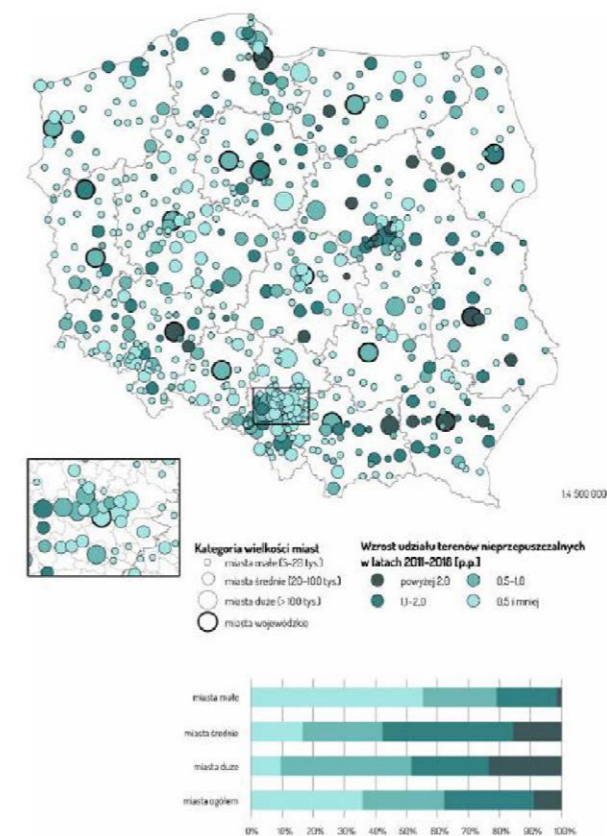 1:4 500 000
Kategoria wielkości miast
miasta małe (5-20 tys.)
miasta średnie (20-100 tys.)
miasta duże (> 100 tys.)
miasta wojewódzkie
Wzrost udziału terenów nieprzepuszczalnych
w latach 2011-2018 [p.p.]
powyżej 2,0
0,5-1,0
1,1-2,0
0,5 i mniej
miasta małe
miasta średnie
miasta duże
miasta ogółem
0% 10% 20% 30% 40% 50% 60% 70% 80% 90% 100%